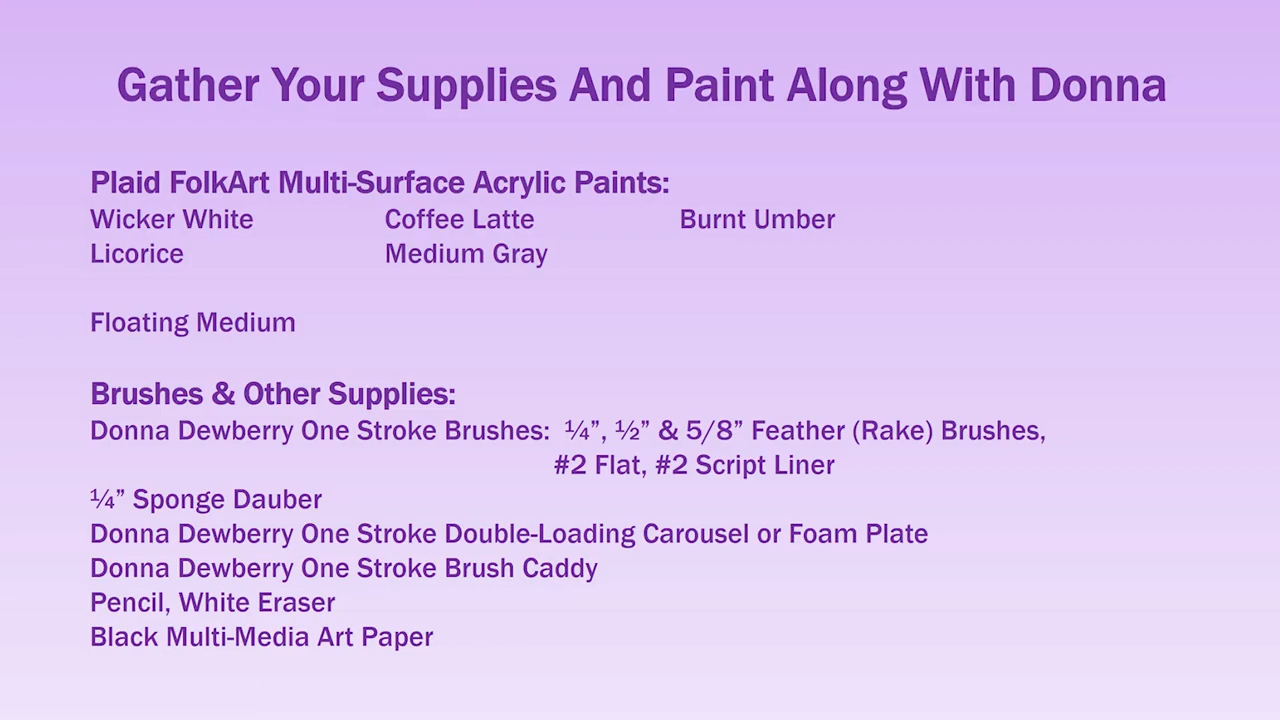 Gather Your Supplies And Paint Along With Donna
Plaid FolkArt Multi-Surface Acrylic Paints:
Wicker White Coffee Latte Burnt Umber
Licorice Medium Gray
Floating Medium
Brushes & Other Supplies:
Donna Dewberry One Stroke Brushes: ¼”, ½” & 5/8” Feather (Rake) Brushes,
#2 Flat, #2 Script Liner
¼” Sponge Dauber
Donna Dewberry One Stroke Double-Loading Carousel or Foam Plate
Donna Dewberry One Stroke Brush Caddy
Pencil, White Eraser
Black Multi-Media Art Paper